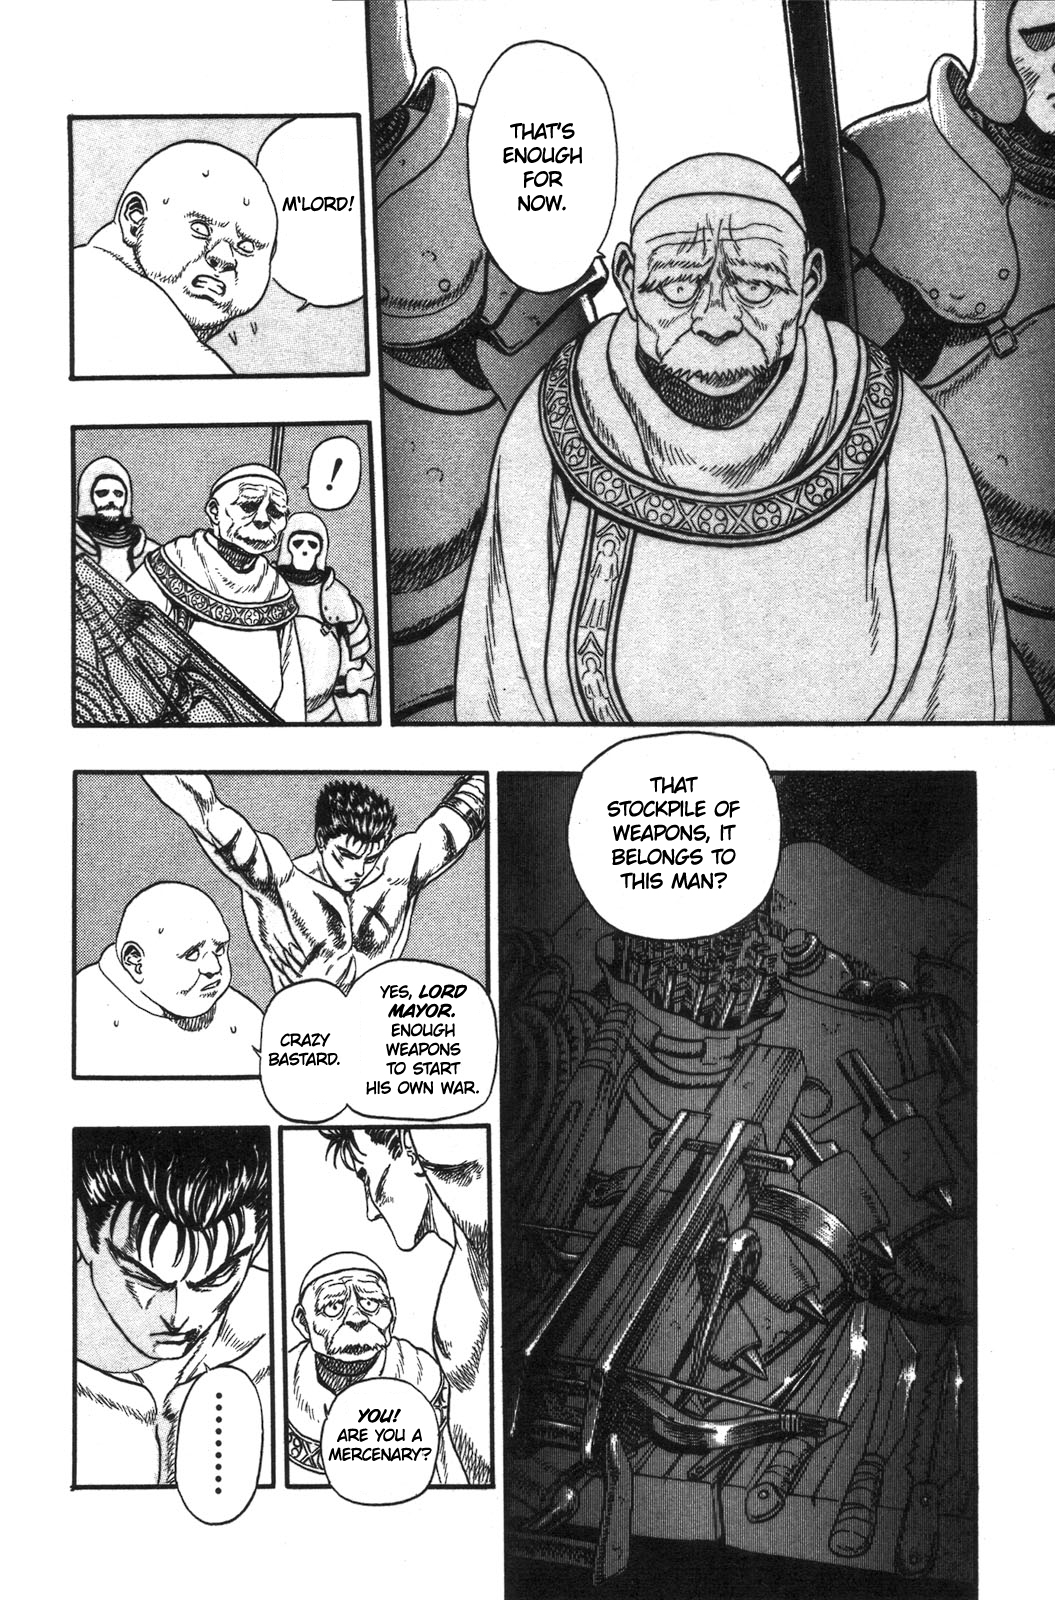 THAT'S
ENOUGH
FOR
NOW.
M'LORD!
!
THAT
STOCKPILE OF
WEAPONS, IT
BELONGS TO
THIS MAN?
YES, LORD
MAYOR.
ENOUGH
WEAPONS
TO START
HIS OWN WAR.
CRAZY
BASTARD.
YOU!
ARE YOU A
MERCENARY?
.........